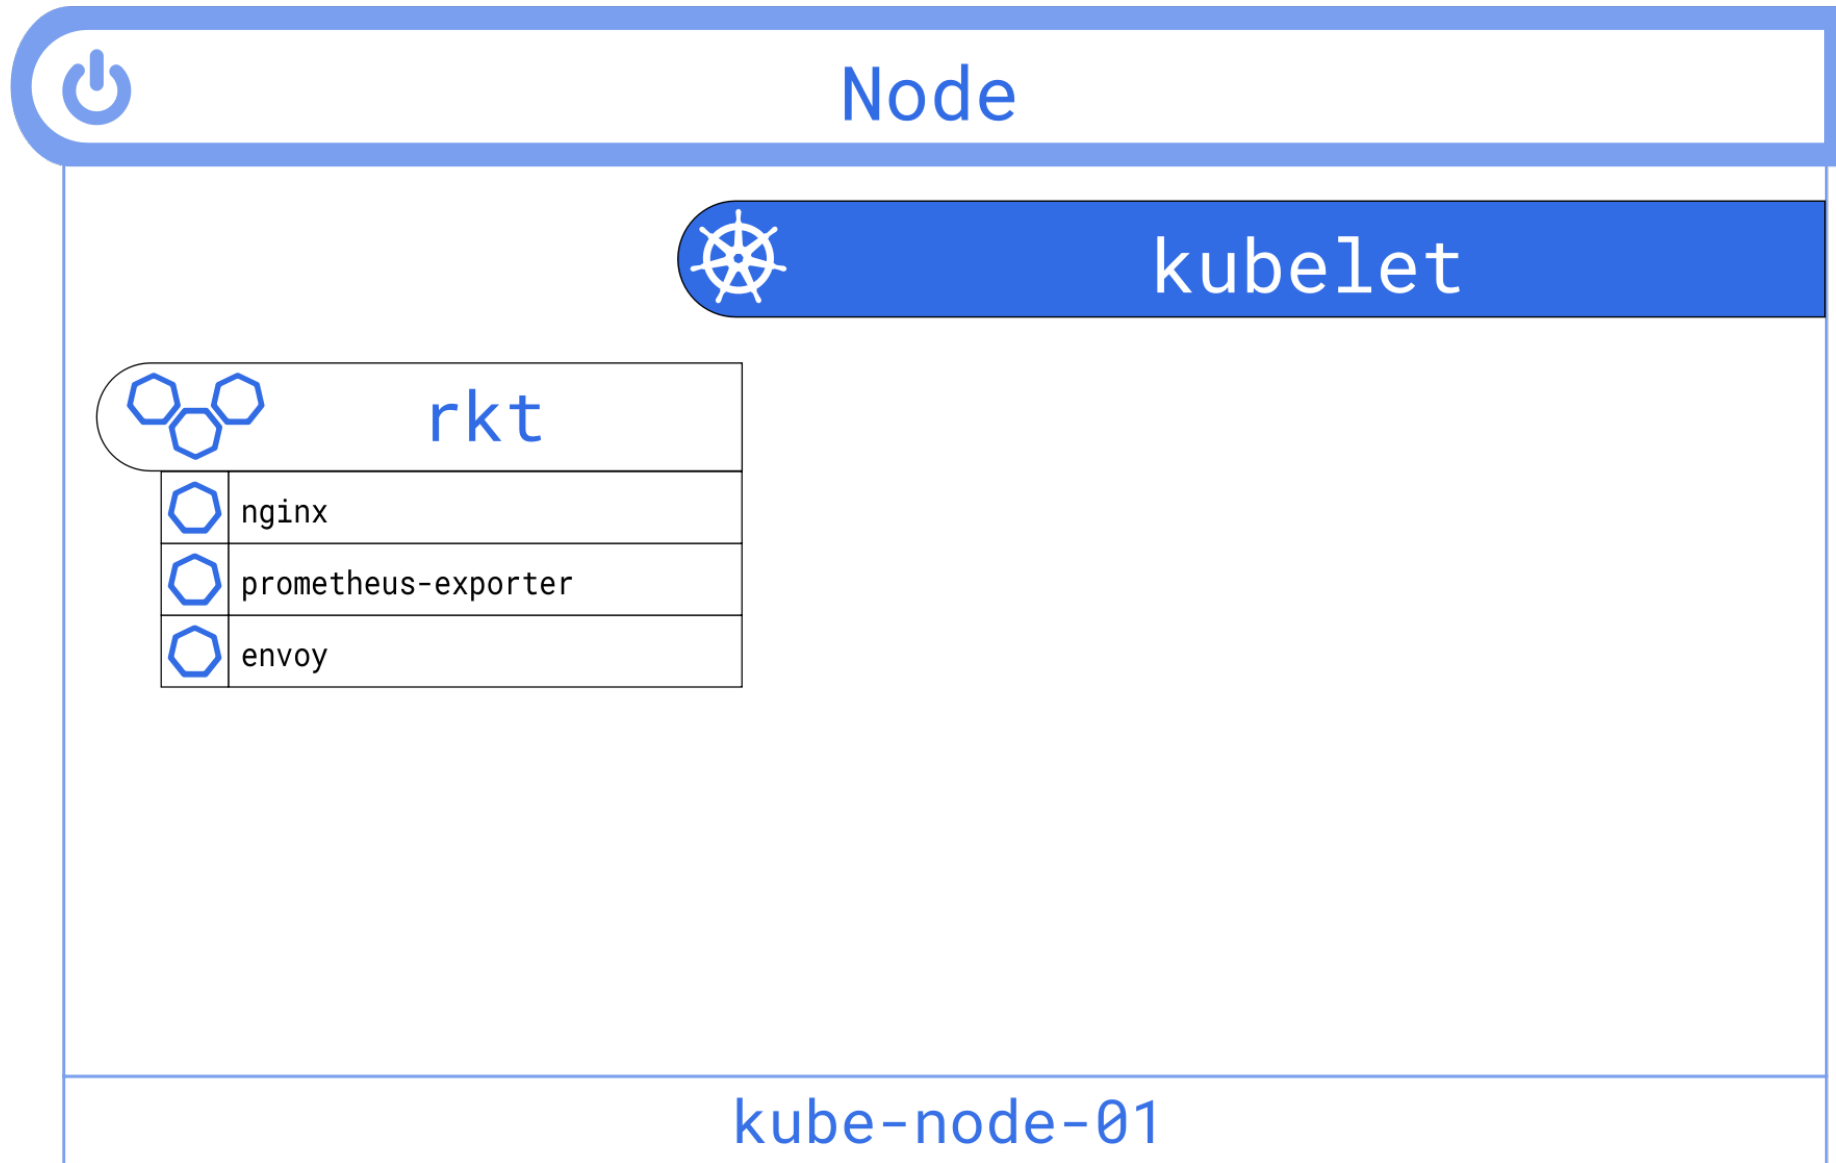 Node
kubelet
rkt
nginx
prometheus-exporter
envoy
kube-node-01